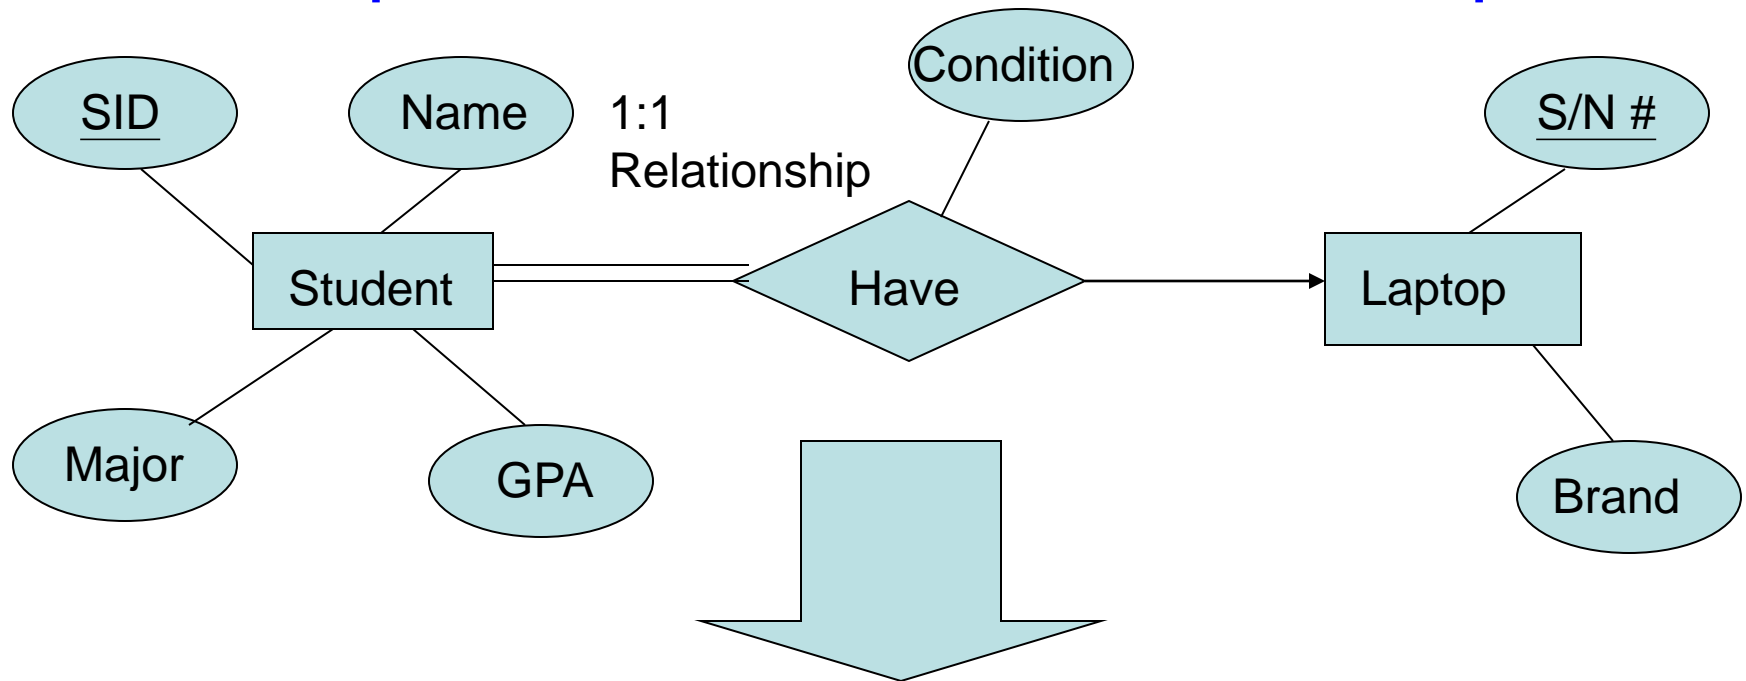 Condition
SID
Name
1:1
Relationship
S/N #
Student
Have
Laptop
Major
GPA
Brand